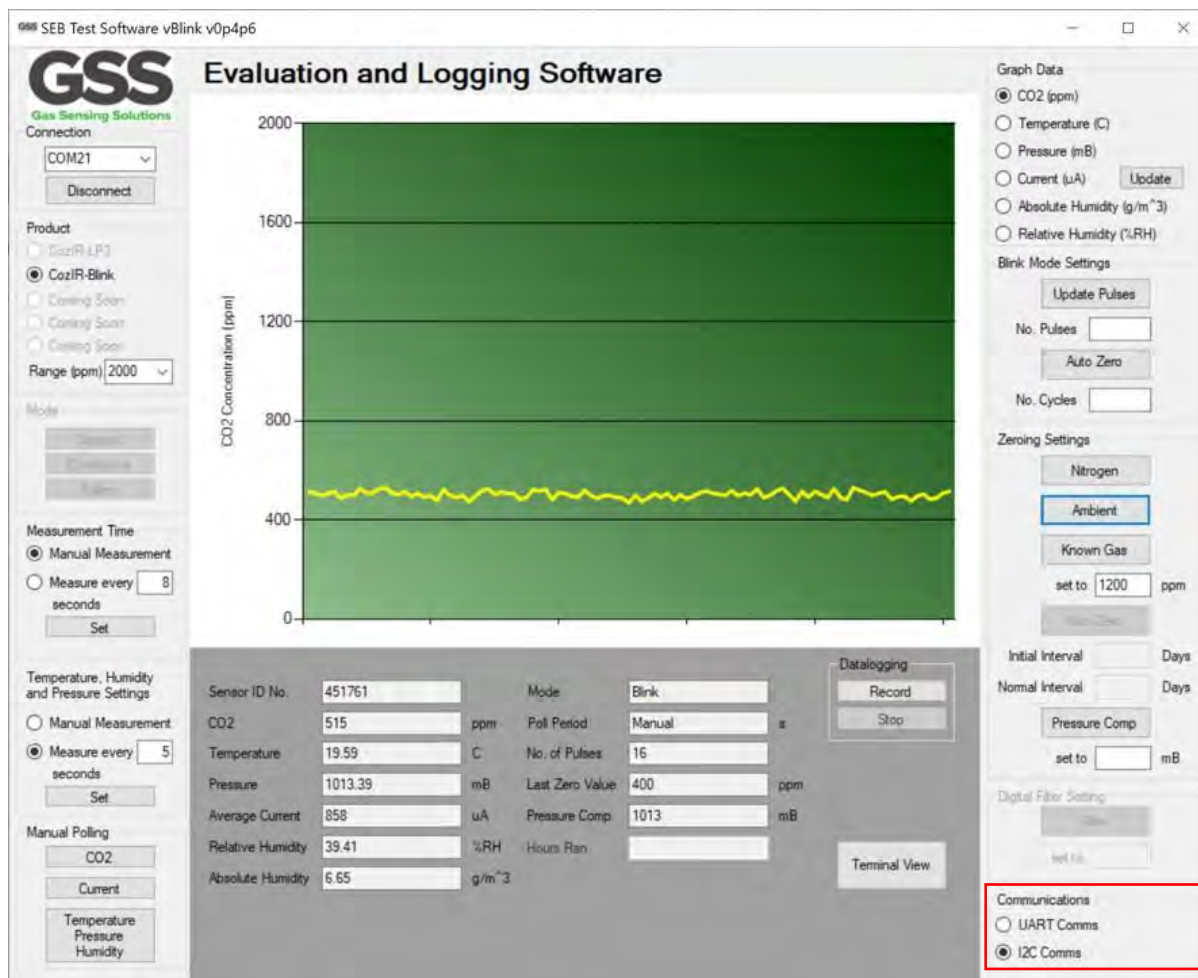 GSS SEB Test Software vBlink v0p4p6
GSS
Gas Sensing Solutions
Evaluation and Logging Software
Connection
COM21
Disconnect
Product
CozIR-LP3
CozIR-Blink
Coming Soon
Coming Soon
Coming Soon
Range (ppm) 2000
Mode
Measurement Time
Manual Measurement
Measure every 8
seconds
Set
Temperature, Humidity
and Pressure Settings
Manual Measurement
Measure every 5
seconds
Set
Manual Polling
CO2
Current
Temperature
Pressure
Humidity
CO2 Concentration (ppm)
2000
1600
1200
800
400
0
Sensor ID No. 451761
CO2 515 ppm
Temperature 19.59 C
Pressure 1013.39 mB
Average Current 858 uA
Relative Humidity 39.41 %RH
Absolute Humidity 6.65 g/m^3
Mode Blink
Poll Period Manual s
No. of Pulses 16
Last Zero Value 400 ppm
Pressure Comp. 1013 mB
Hours Ran
Datalogging
Record
Stop
Terminal View
Graph Data
CO2 (ppm)
Temperature (C)
Pressure (mB)
Current (uA) Update
Absolute Humidity (g/m^3)
Relative Humidity (%RH)
Blink Mode Settings
Update Pulses
No. Pulses
Auto Zero
No. Cycles
Zeroing Settings
Nitrogen
Ambient
Known Gas
set to 1200 ppm
Auto Zero
Initial Interval Days
Normal Interval Days
Pressure Comp
set to mB
Digital Filter Setting
set to
Communications
UART Comms
I2C Comms